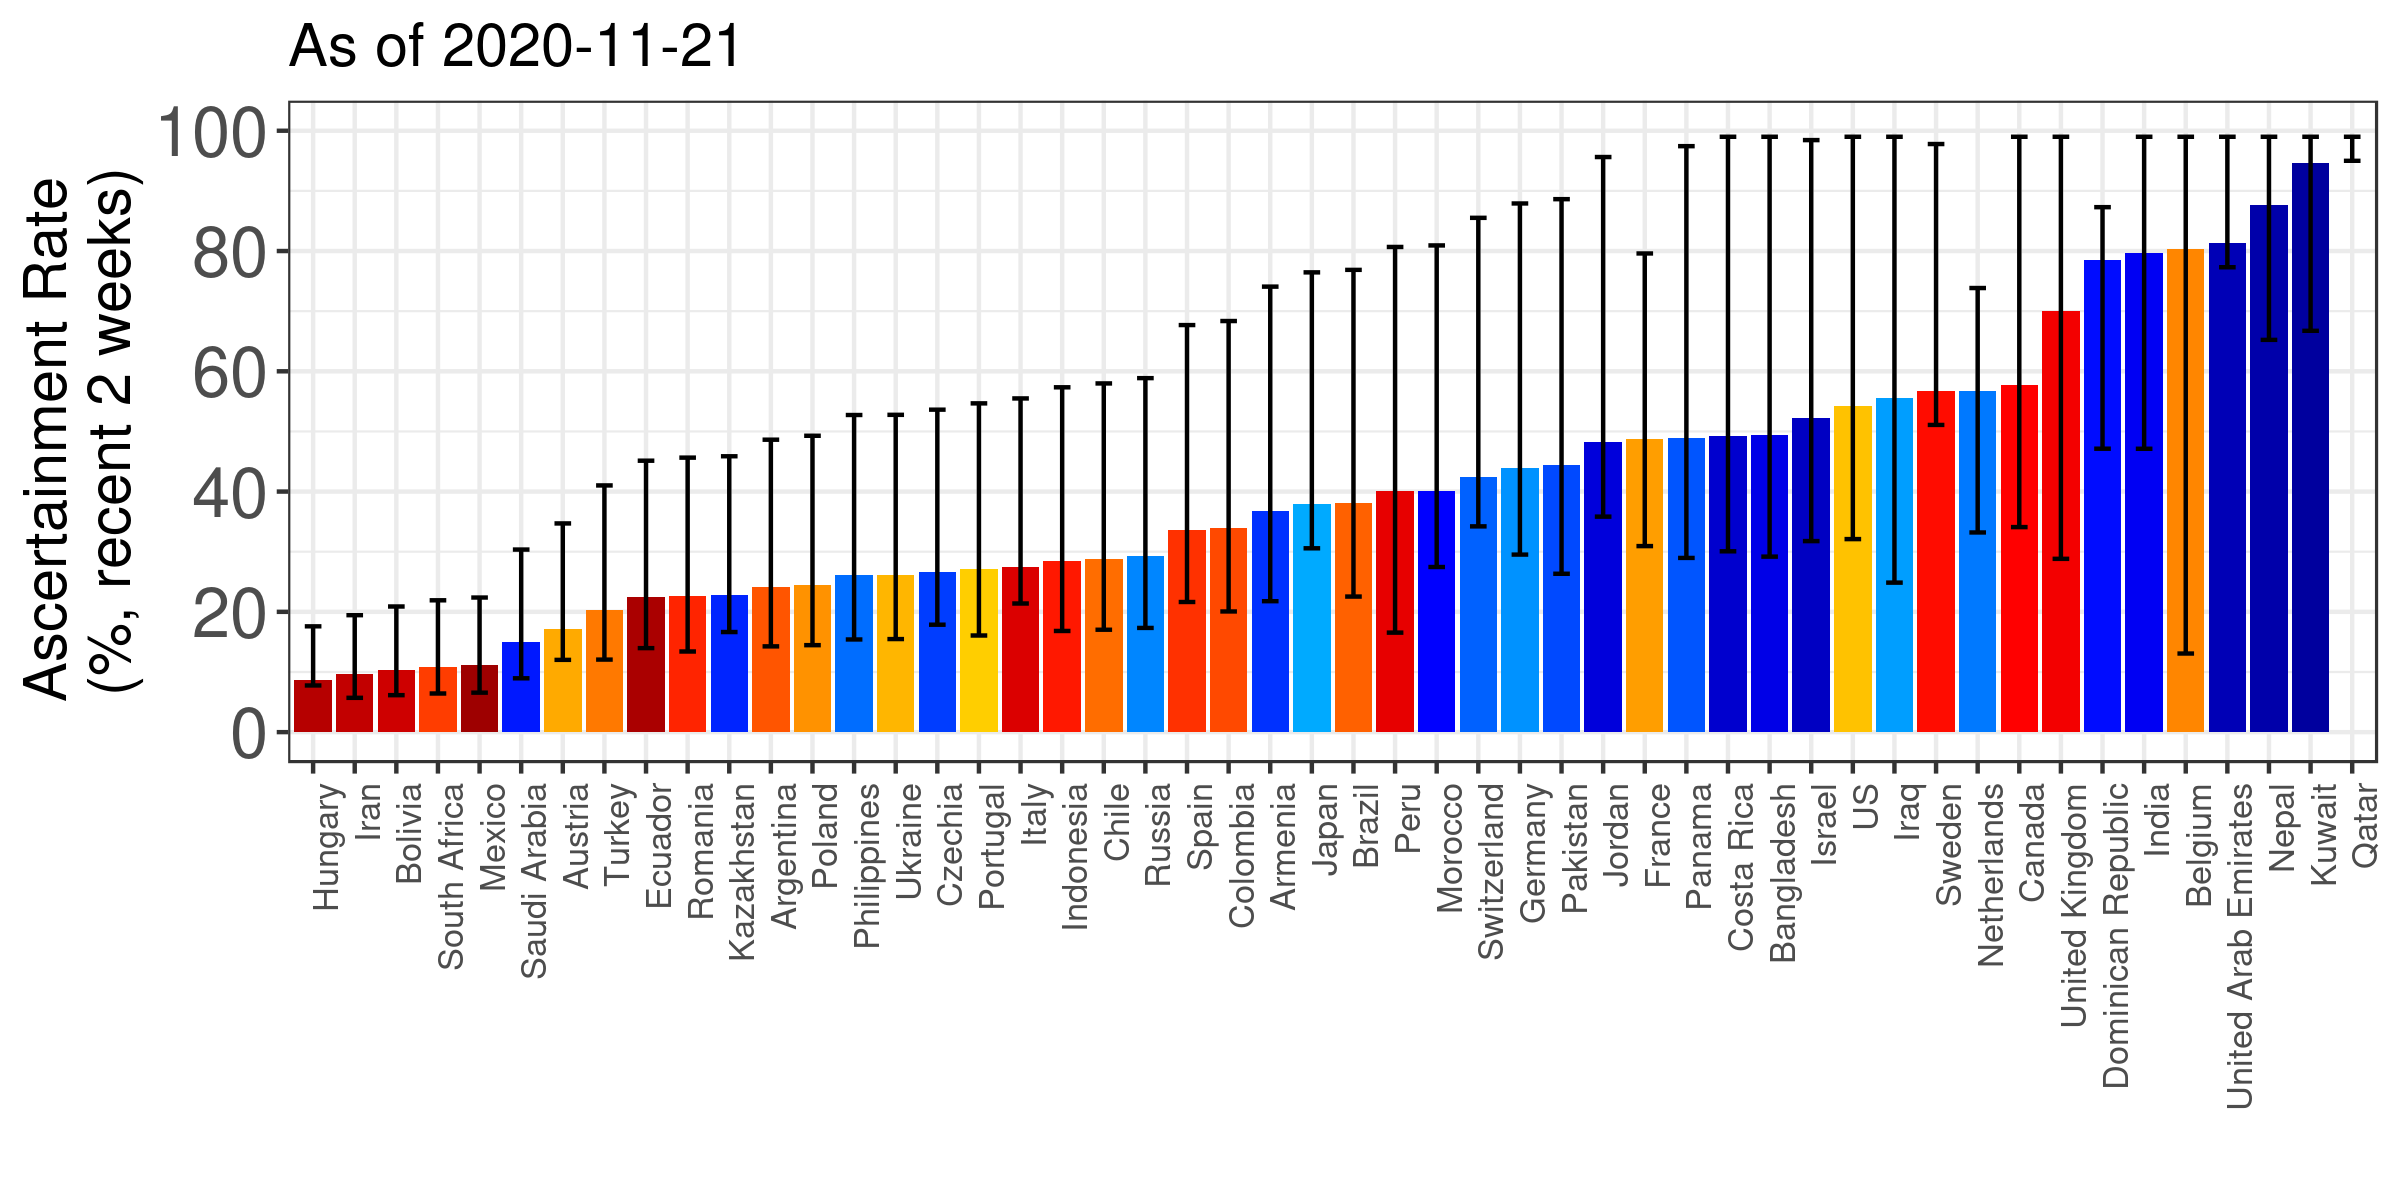 As of 2020-11-21
Ascertainment Rate
(%, recent 2 weeks)
100
80
60
40
20
0
Hungary
Iran
Bolivia
South Africa
Mexico
Saudi Arabia
Austria
Turkey
Ecuador
Romania
Kazakhstan
Argentina
Poland
Philippines
Ukraine
Czechia
Portugal
Italy
Indonesia
Chile
Russia
Spain
Colombia
Armenia
Japan
Brazil
Peru
Morocco
Switzerland
Germany
Pakistan
Jordan
France
Panama
Costa Rica
Bangladesh
Israel
US
Iraq
Sweden
Netherlands
Canada
United Kingdom
Dominican Republic
India
Belgium
United Arab Emirates
Nepal
Kuwait
Qatar